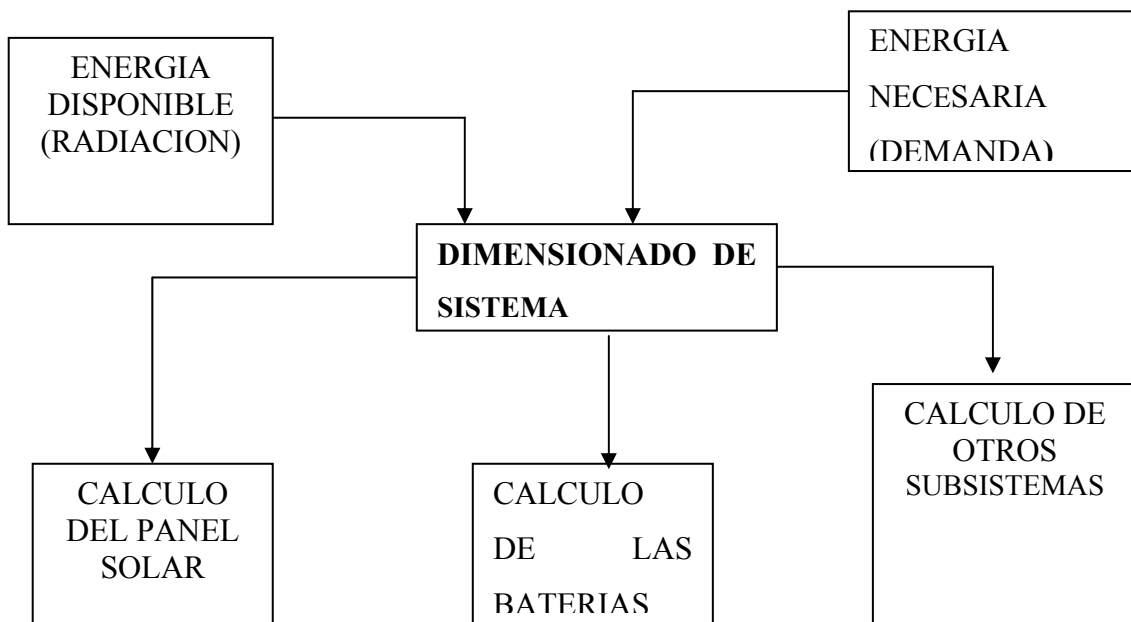 ENERGIA
DISPONIBLE
(RADIACION)
ENERGIA
NECESARIA
(DEMANDA)
DIMENSIONADO DE
SISTEMA
CALCULO
DEL PANEL
SOLAR
CALCULO
DE LAS
BATERIAS
CALCULO DE
OTROS
SUBSISTEMAS